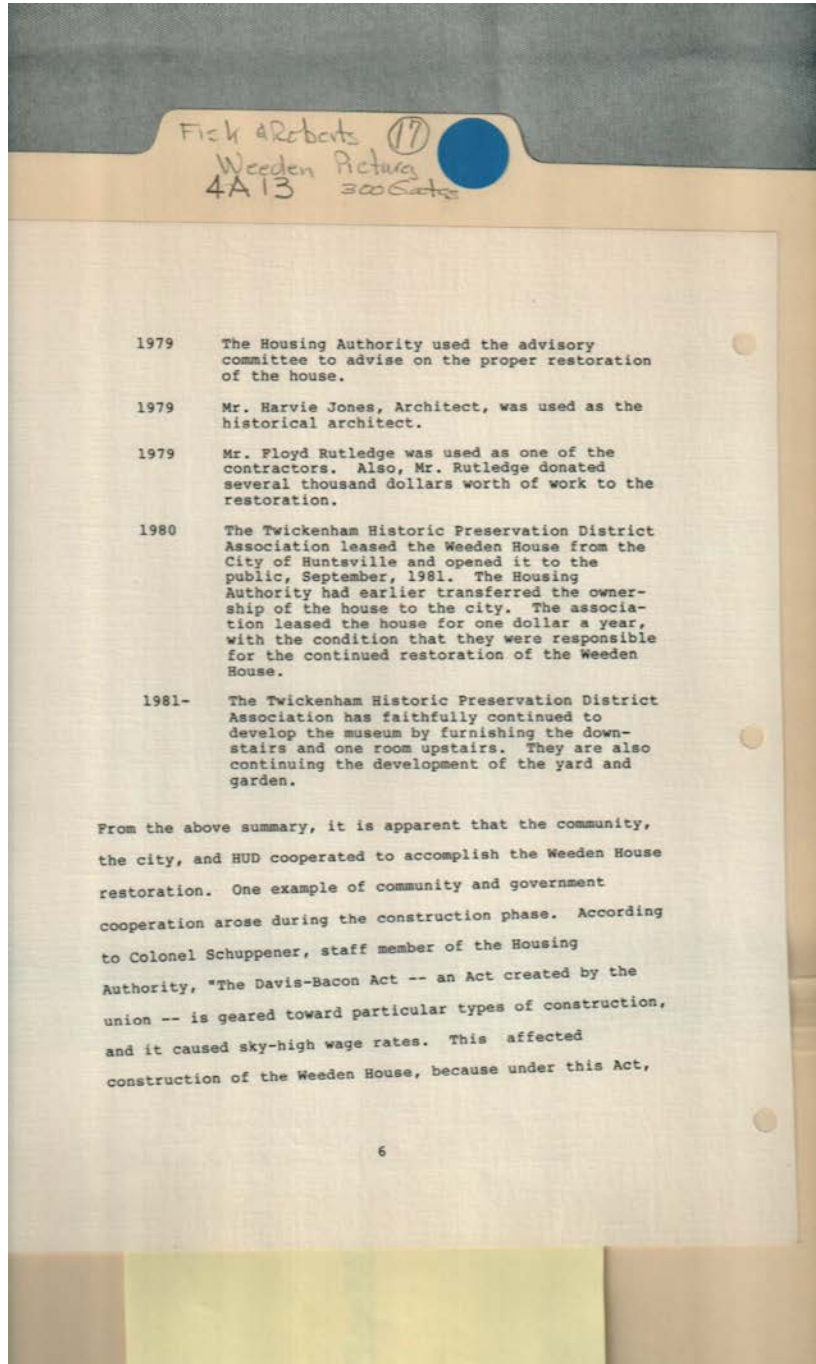 Fisk & Roberts 17
Weeden Picture
4A13 300 Gates
1979 The Housing Authority used the advisory
committee to advise on the proper restoration
of the house.
1979 Mr. Harvie Jones, Architect, was used as the
historical architect.
1979 Mr. Floyd Rutledge was used as one of the
contractors. Also, Mr. Rutledge donated
several thousand dollars worth of work to the
restoration.
1980 The Twickenham Historic Preservation District
Association leased the Weeden House from the
City of Huntsville and opened it to the
public, September, 1981. The Housing
Authority had earlier transferred the owner-
ship of the house to the city. The associa-
tion leased the house for one dollar a year,
with the condition that they were responsible
for the continued restoration of the Weeden
House.
1981- The Twickenham Historic Preservation District
Association has faithfully continued to
develop the museum by furnishing the down-
stairs and one room upstairs. They are also
continuing the development of the yard and
garden.
From the above summary, it is apparent that the community,
the city, and HUD cooperated to accomplish the Weeden House
restoration. One example of community and government
cooperation arose during the construction phase. According
to Colonel Schuppener, staff member of the Housing
Authority, "The Davis-Bacon Act -- an Act created by the
union -- is geared toward particular types of construction,
and it caused sky-high wage rates. This affected
construction of the Weeden House, because under this Act,
6